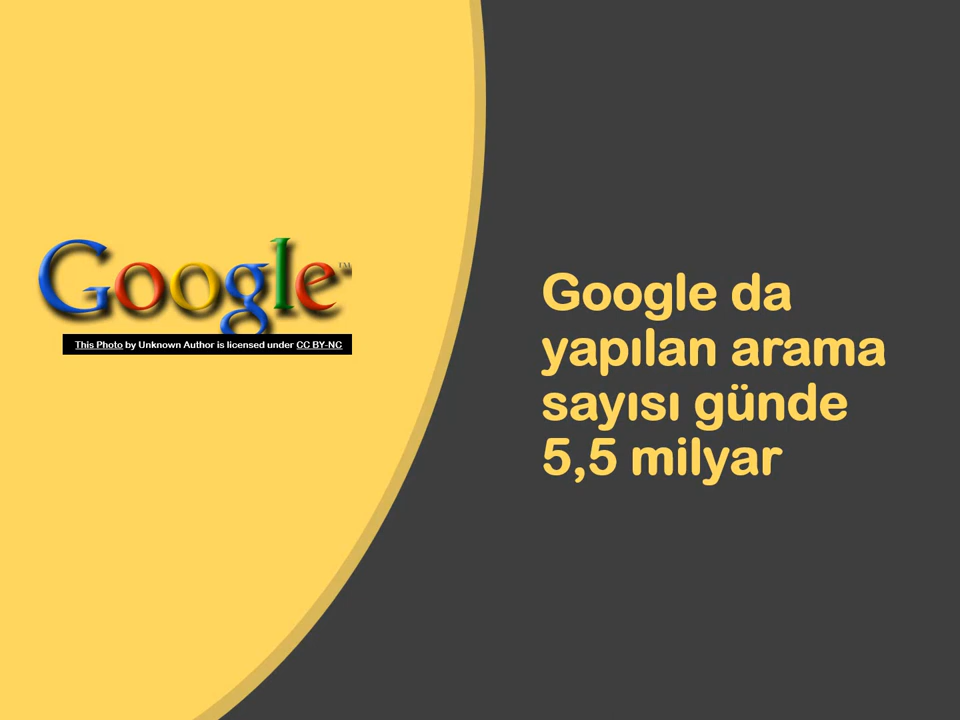 Google™
This Photo by Unknown Author is licensed under CC BY-NC
Google da
yapılan arama
sayısı günde
5,5 milyar